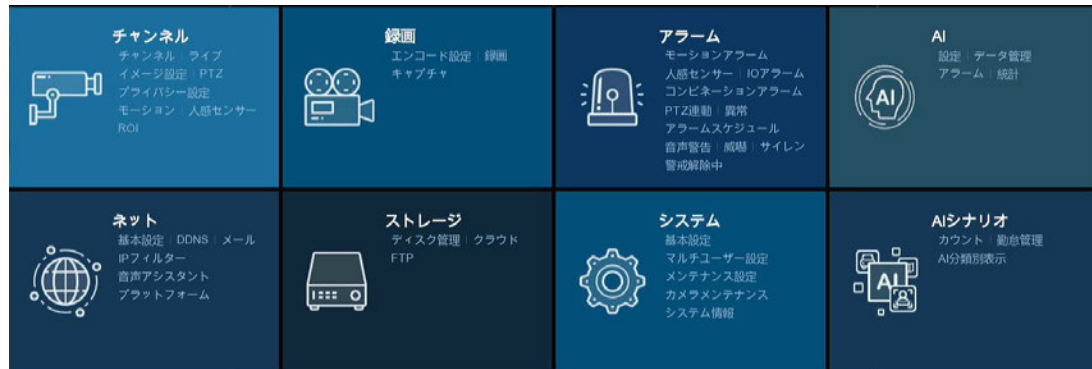 チャンネル
チャンネル | ライブ
イメージ設定 | PTZ
プライバシー設定
モーション | 人感センサー
ROI
録画
エンコード設定 | 録画
キャプチャ
アラーム
モーションアラーム
人感センサー | IOアラーム
コンビネーションアラーム
PTZ連動 | 異常
アラームスケジュール
音声警告 | 威嚇 | サイレン
警戒解除中
AI
設定 | データ管理
アラーム | 統計
AI
ネット
基本設定 | DDNS | メール
IPフィルター
音声アシスタント
プラットフォーム
ストレージ
ディスク管理 | クラウド
FTP
システム
基本設定
マルチユーザー設定
メンテナンス設定
カメラメンテナンス
システム情報
AIシナリオ
カウント | 勤怠管理
AI分類別表示
AI